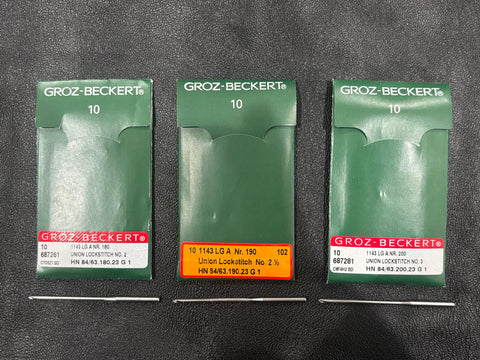 GROZ-BECKERT®
10
GROZ-BECKERT®
10 1143 LG A NR. 180
687261 UNION LOCKSTITCH NO. 2
HN 84/63.180.23 G 1
GROZ-BECKERT®
10
10 1143 LG A Nr. 190 102
Union Lockstitch No. 2 ½
HN 84/63.190.23 G 1
GROZ-BECKERT®
10
GROZ-BECKERT®
10 1143 LG A NR. 200
687281 UNION LOCKSTITCH NO. 3
HN 84/63.200.23 G 1